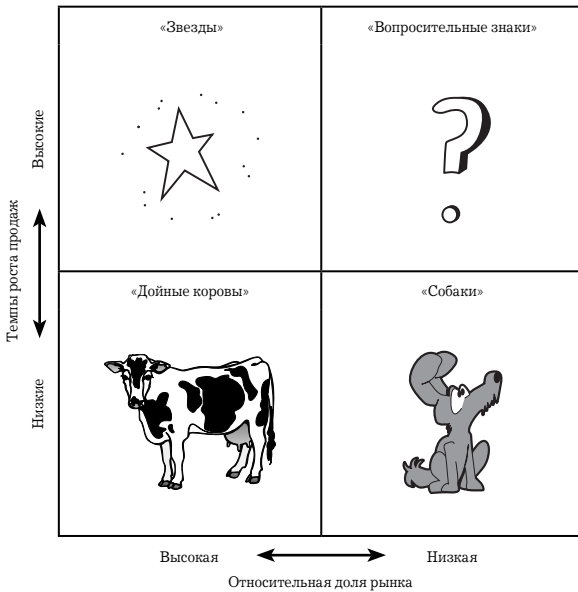 «Звезды»
«Вопросительные знаки»
Высокие
Темпы роста продаж
«Дойные коровы»
«Собаки»
Низкие
Высокая
Низкая
Относительная доля рынка